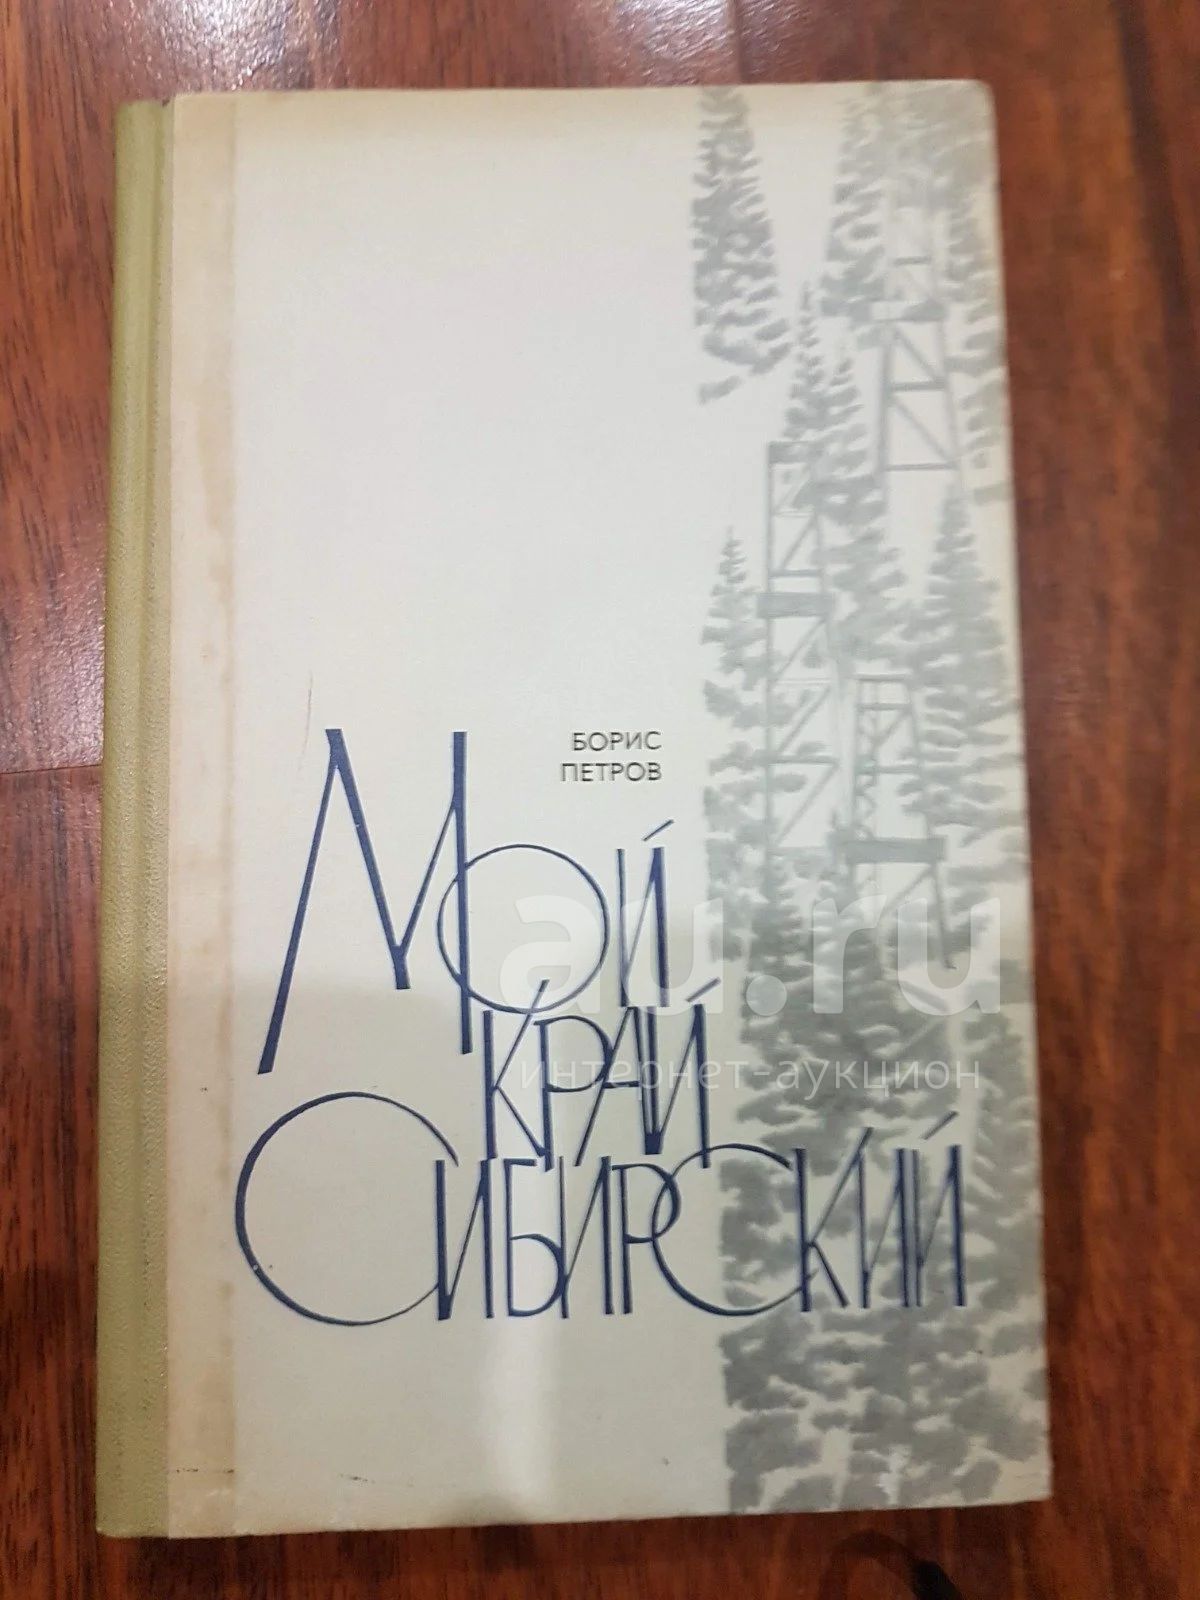 БОРИС
ПЕТРОВ
Мой
край
Сибирский
au.ru
интернет-аукцион